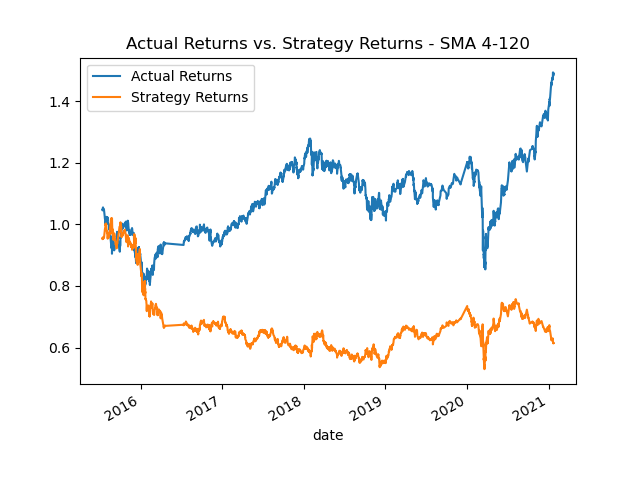 Actual Returns vs. Strategy Returns - SMA 4-120
Actual Returns
Strategy Returns
1.4
1.2
1.0
0.8
0.6
2016
2017
2018
2019
2020
2021
date